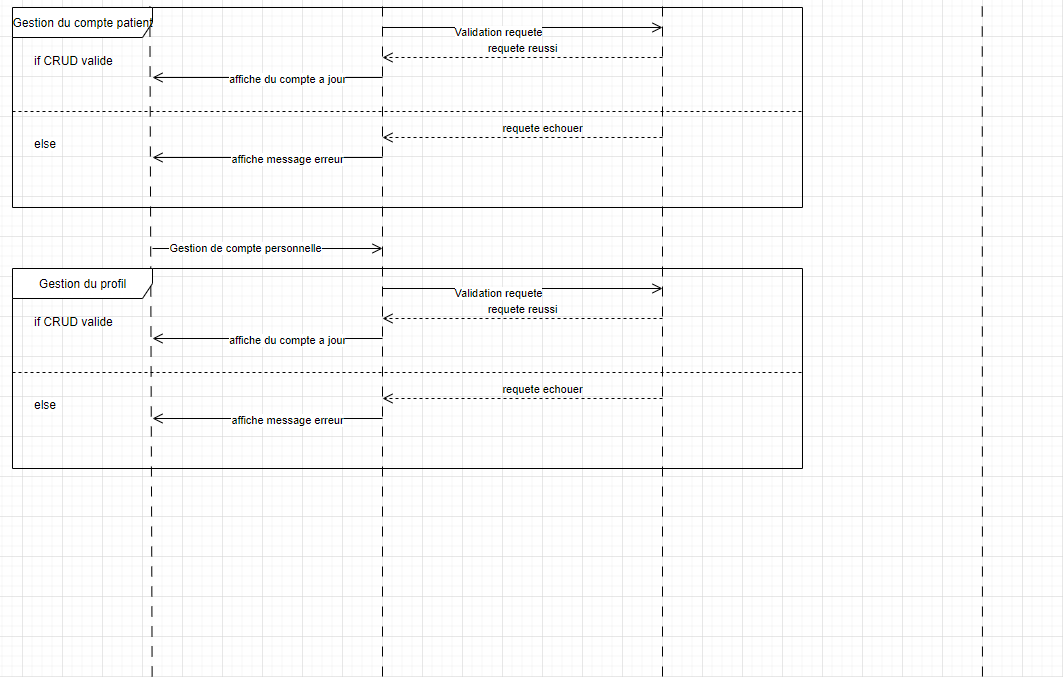 Gestion du compte patient
Validation requete
requete reussi
if CRUD valide
affiche du compte a jour
requete echouer
else
affiche message erreur
Gestion de compte personnelle
Gestion du profil
Validation requete
requete reussi
if CRUD valide
affiche du compte a jour
requete echouer
else
affiche message erreur